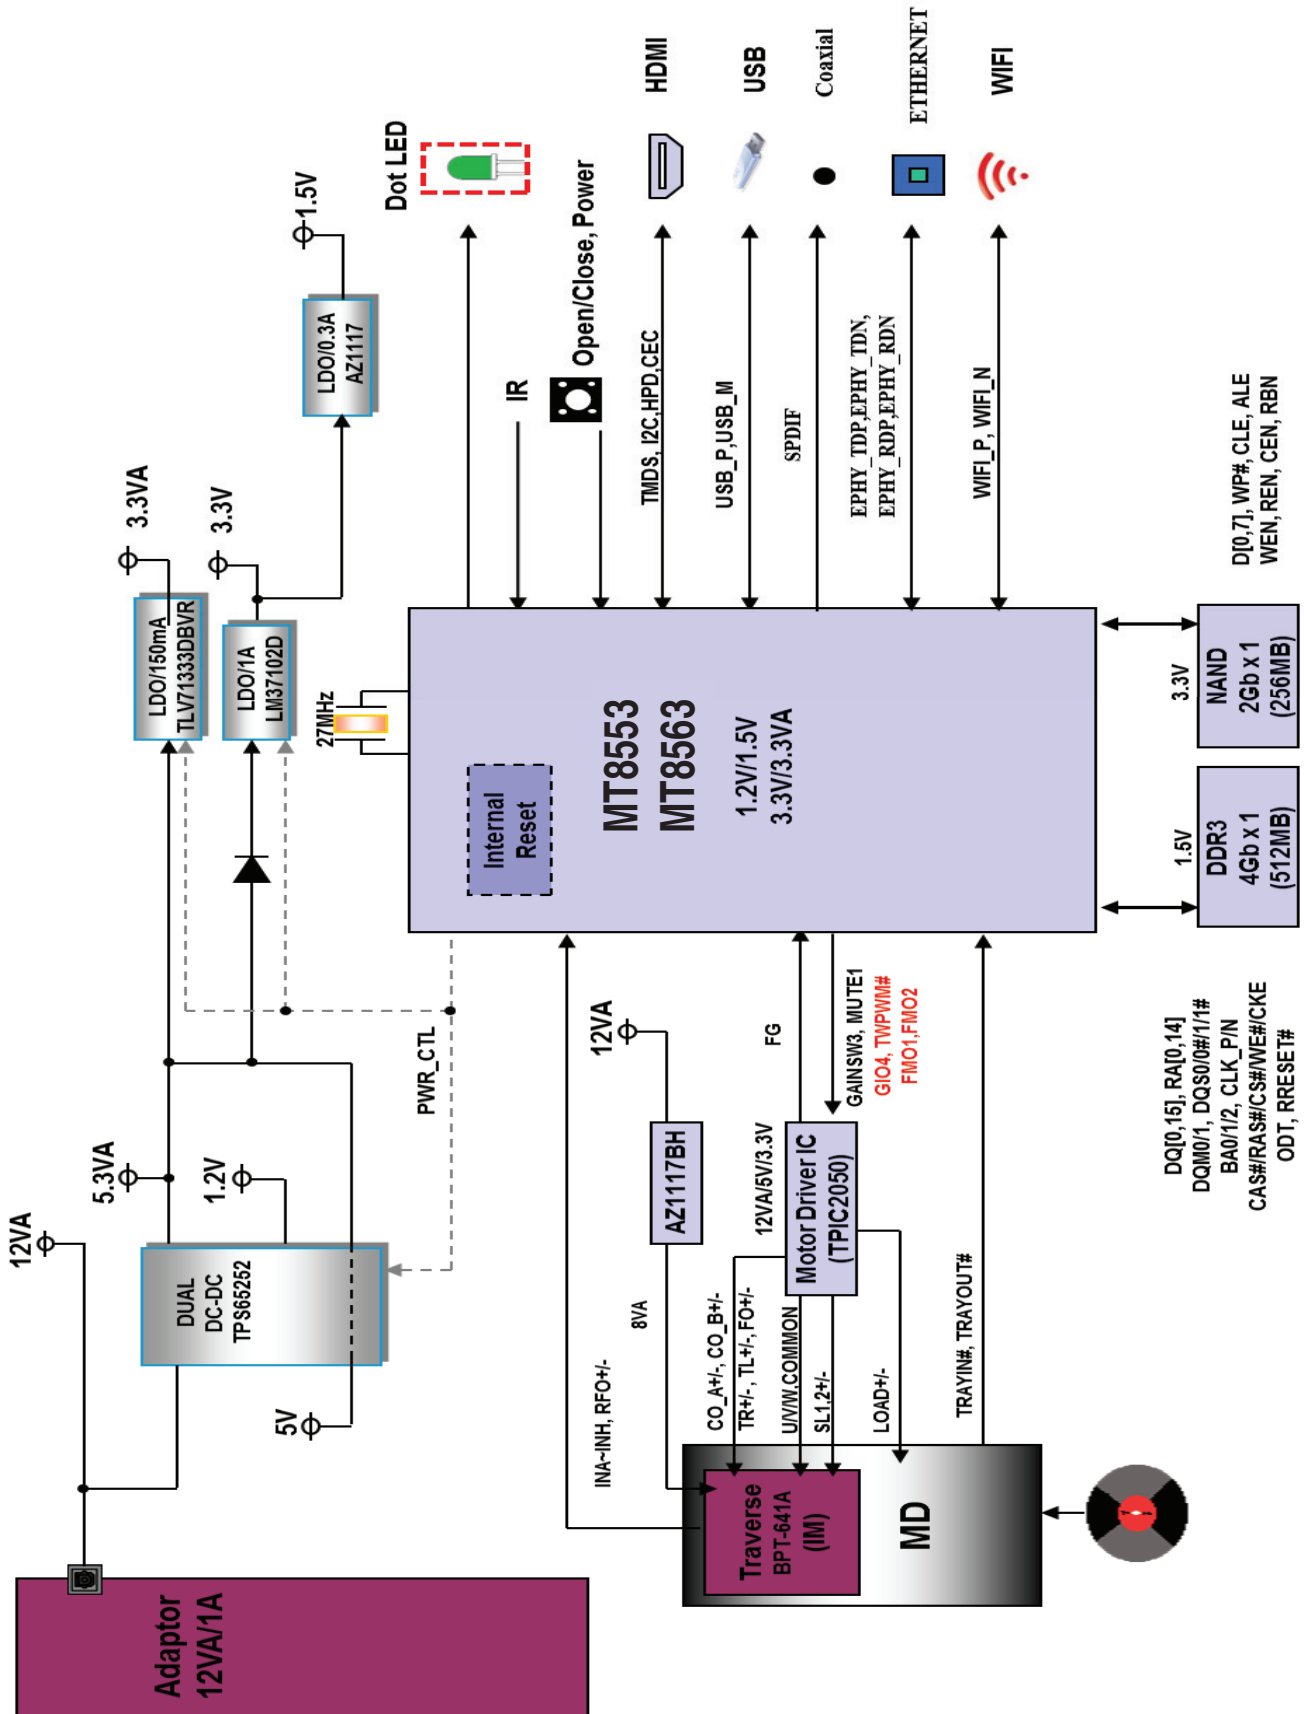 Adaptor
12VA/1A
12VA
DUAL
DC-DC
TPS65252
5V
5.3VA
1.2V
PWR_CTL
LDO/150mA
TLV71333DBVR
3.3VA
LDO/1A
LM37102D
3.3V
LDO/0.3A
AZ1117
1.5V
27MHz
Internal
Reset
MT8553
MT8563
1.2V/1.5V
3.3V/3.3VA
Dot LED
IR
Open/Close, Power
TMDS, I2C,HPD,CEC
HDMI
USB_P,USB_M
USB
SPDIF
Coaxial
EPHY_TDP,EPHY_TDN,
EPHY_RDP,EPHY_RDN
ETHERNET
WIFI_P, WIFI_N
WIFI
INA~INH, RFO+/-
8VA
AZ1117BH
12VA
12VA/5V/3.3V
Motor Driver IC
(TPIC2050)
FG
GAINSW3, MUTE1
GIO4, TWPWM#
FMO1,FMO2
CO_A+/-, CO_B+/-
TR+/-, TL+/-, FO+/-
U/V/W,COMMON
SL1,2+/-
LOAD+/-
TRAYIN#, TRAYOUT#
Traverse
BPT-641A
(IM)
MD
1.5V
DDR3
4Gb x 1
(512MB)
DQ[0,15], RA[0,14]
DQM0/1, DQS0/0#/1/1#
BA0/1/2, CLK_P/N
CAS#/RAS#/CS#/WE#/CKE
ODT, RRESET#
3.3V
NAND
2Gb x 1
(256MB)
D[0,7], WP#, CLE, ALE
WEN, REN, CEN, RBN